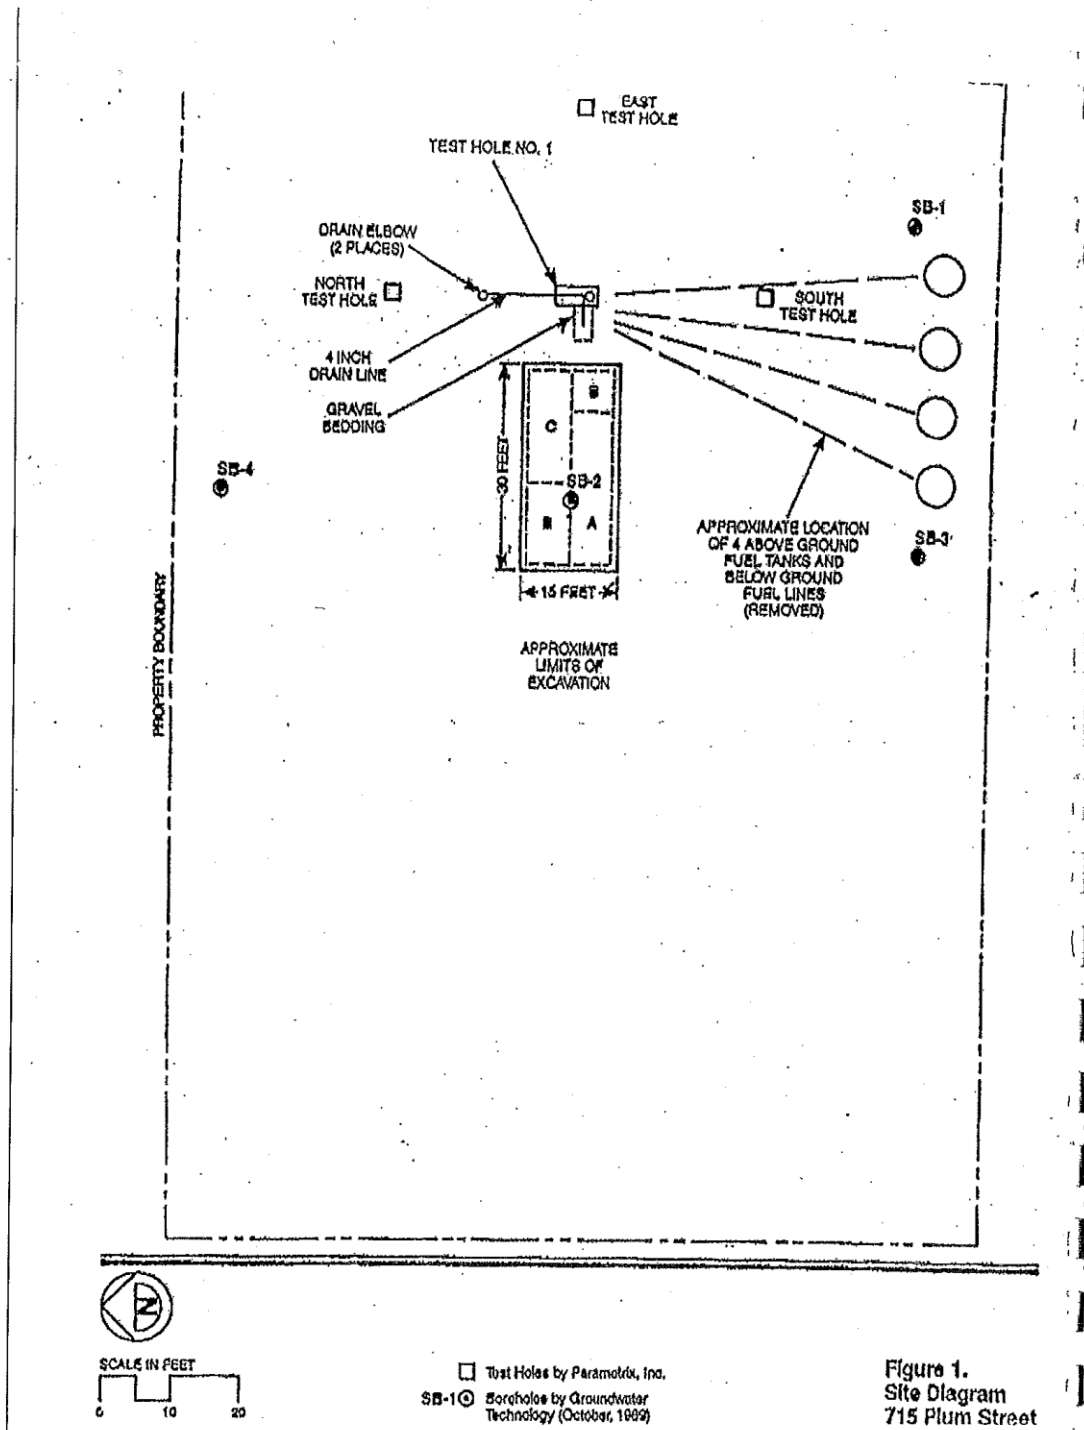 EAST
TEST HOLE
TEST HOLE NO. 1
SB-1
DRAIN ELBOW
(2 PLACES)
NORTH
TEST HOLE
SOUTH
TEST HOLE
4 INCH
DRAIN LINE
GRAVEL
BEDDING
C
30 FEET
SB-4
SB-2
B
A
APPROXIMATE LOCATION
OF 4 ABOVE GROUND
FUEL TANKS AND
BELOW GROUND
FUEL LINES
(REMOVED)
SB-3
15 FEET
APPROXIMATE
LIMITS OF
EXCAVATION
PROPERTY BOUNDARY
N
SCALE IN FEET
0 10 20
Test Holes by Parametrix, Inc.
SB-1 Boreholes by Groundwater
Technology (October, 1989)
Figure 1.
Site Diagram
715 Plum Street